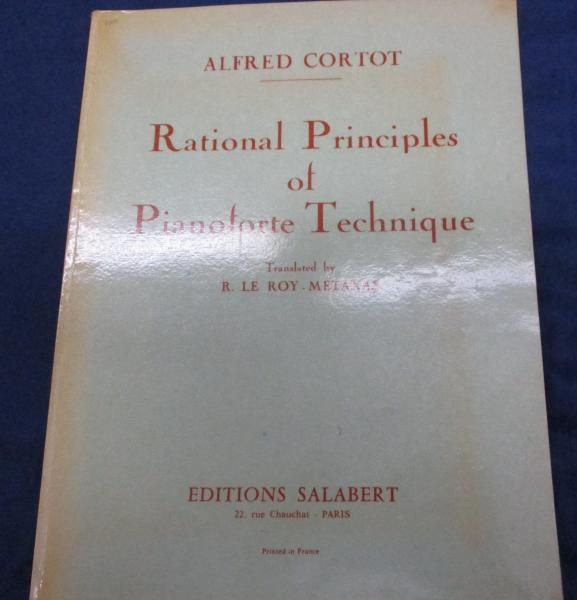 ALFRED CORTOT
Rational Principles
of
Pianoforte Technique
Translated by
R. LE ROY - METAXAS
EDITIONS SALABERT
22. rue Chauchat - PARIS
Printed in France